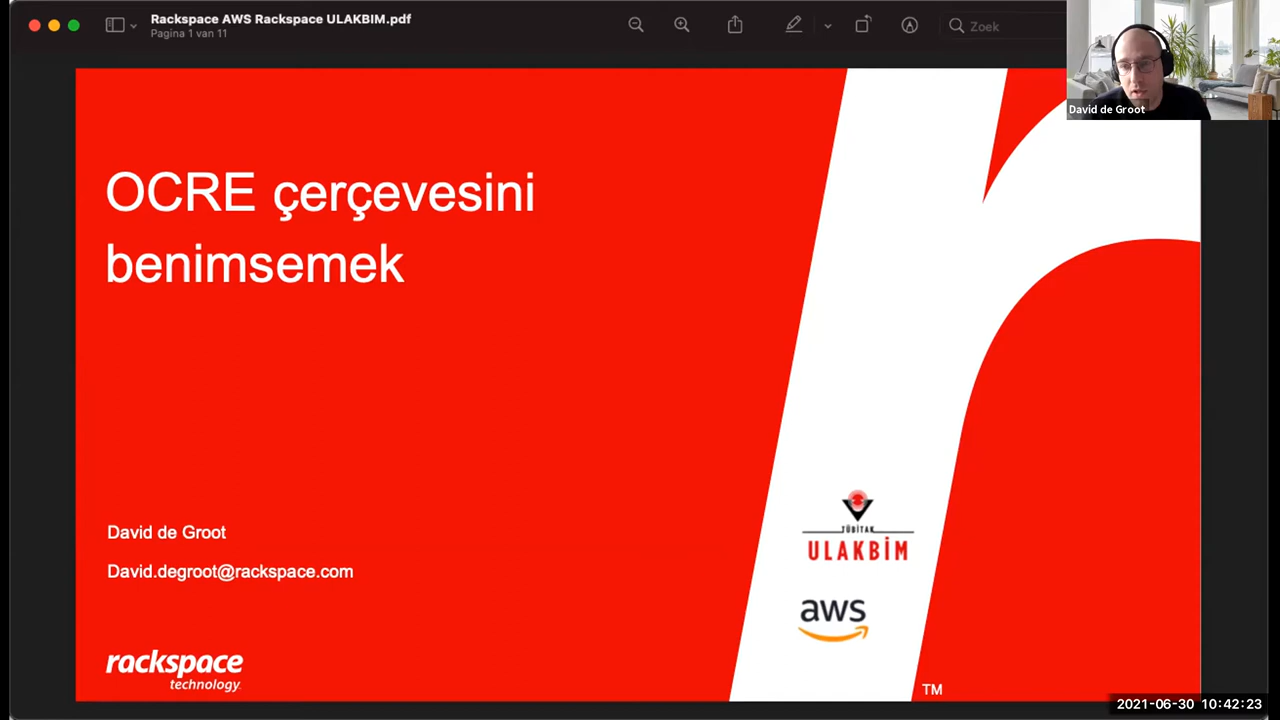 Rackspace AWS Rackspace ULAKBIM.pdf
Pagina 1 van 11
Zoek
David de Groot
OCRE çerçevesini
benimsemek
David de Groot
David.degroot@rackspace.com
TÜBİTAK
ULAKBİM
aws
rackspace
technology.
TM
2021-06-30 10:42:23